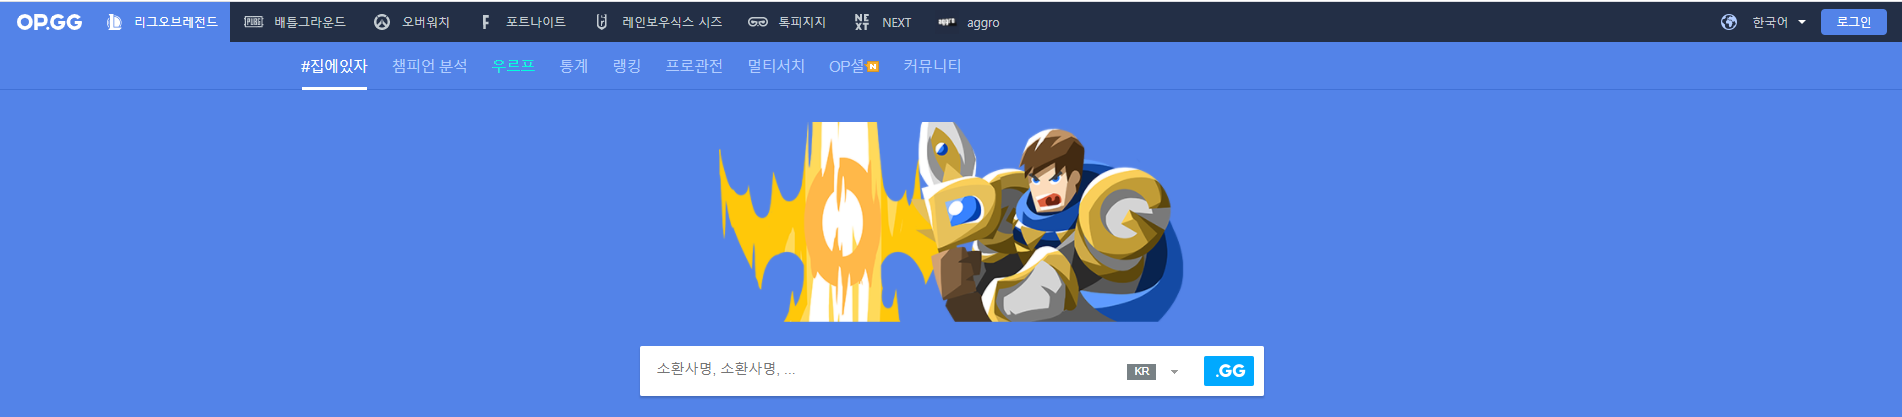 OP.GG 리그오브레전드 PUBG 배틀그라운드 오버워치 포트나이트 레인보우식스 시즈 톡피지지 NEXT NEXT aggro 한국어 로그인
#집에있자 챔피언 분석 우르프 통계 랭킹 프로관전 멀티서치 OP셜 N 커뮤니티
OPGG
소환사명, 소환사명, ... KR .GG